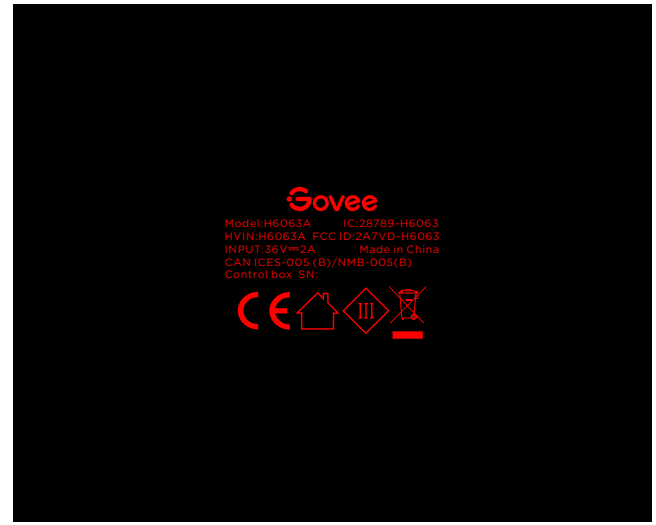 Govee
Model:H6063A IC:28789-H6063
HVIN:H6063A FCC ID:2A7VD-H6063
INPUT:36V⎓2A Made in China
CAN ICES-005 (B)/NMB-005(B)
Control box SN:
CE
III